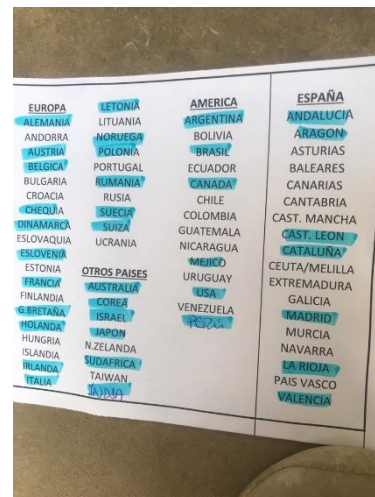 EUROPA
ALEMANIA
ANDORRA
AUSTRIA
BELGICA
BULGARIA
CROACIA
CHEQUIA
DINAMARCA
ESLOVAQUIA
ESLOVENIA
ESTONIA
FRANCIA
FINLANDIA
G.BRETAÑA
HOLANDA
HUNGRIA
ISLANDIA
IRLANDA
ITALIA
LETONIA
LITUANIA
NORUEGA
POLONIA
PORTUGAL
RUMANIA
RUSIA
SUECIA
SUIZA
UCRANIA
OTROS PAISES
AUSTRALIA
COREA
ISRAEL
JAPON
N.ZELANDA
SUDAFRICA
TAIWAN
INDIA
AMERICA
ARGENTINA
BOLIVIA
BRASIL
ECUADOR
CANADA
CHILE
COLOMBIA
GUATEMALA
NICARAGUA
MEJICO
URUGUAY
USA
VENEZUELA
PERÚ
ESPAÑA
ANDALUCIA
ARAGON
ASTURIAS
BALEARES
CANARIAS
CANTABRIA
CAST. MANCHA
CAST. LEON
CATALUÑA
CEUTA/MELILLA
EXTREMADURA
GALICIA
MADRID
MURCIA
NAVARRA
LA RIOJA
PAIS VASCO
VALENCIA